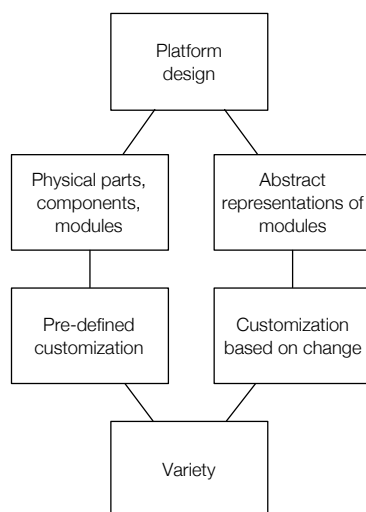 Platform
design
Physical parts,
components,
modules
Abstract
representations of
modules
Pre-defined
customization
Customization
based on change
Variety